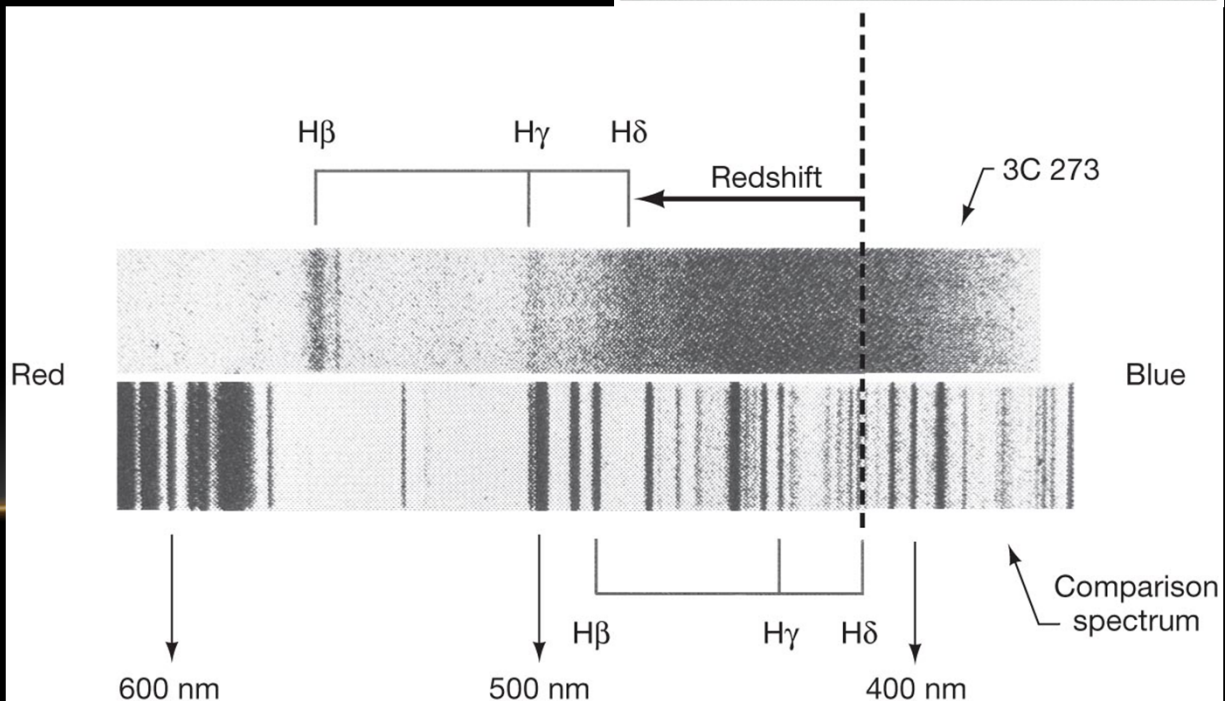 Hβ Hγ Hδ
Redshift
3C 273
Red
Blue
Comparison
spectrum
Hβ Hγ Hδ
600 nm 500 nm 400 nm